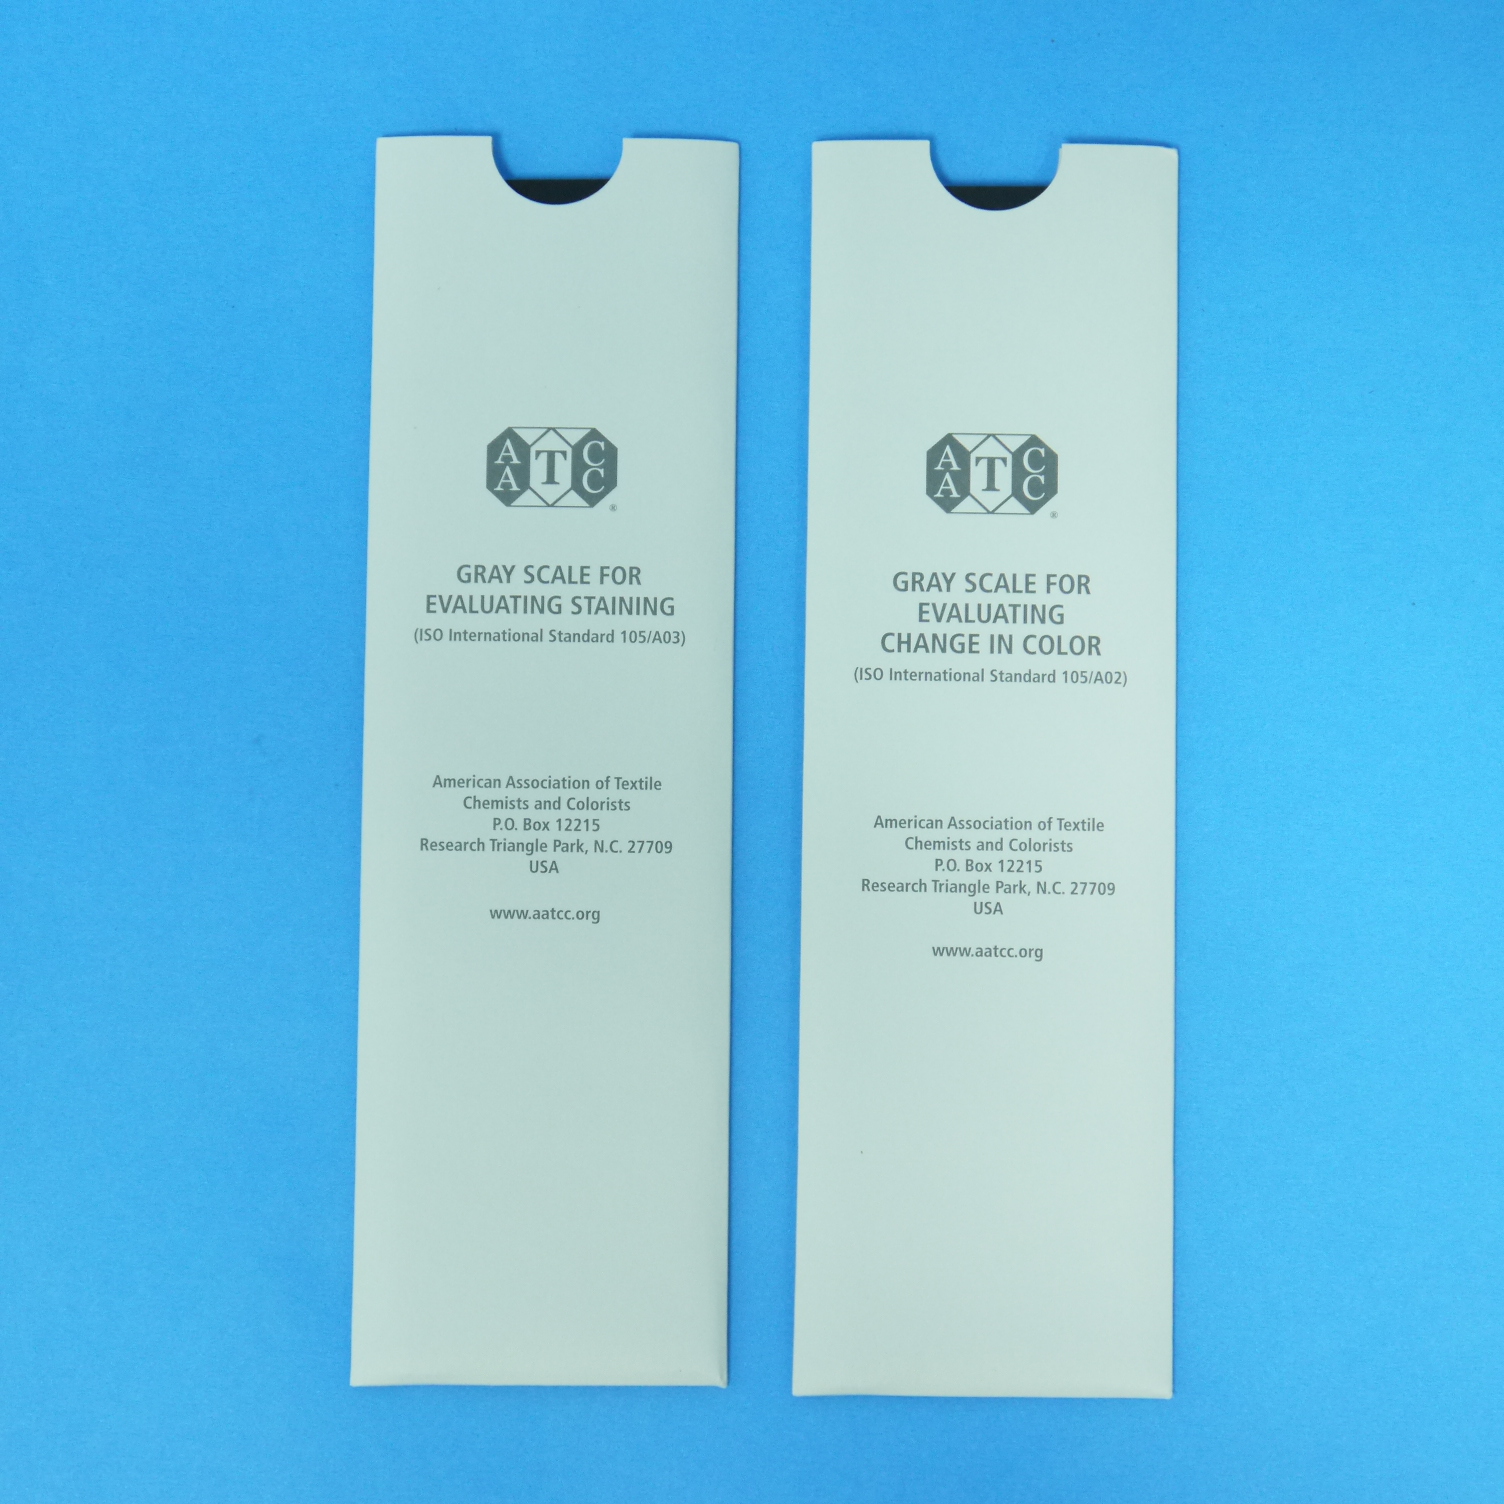 A
A
T
C
C
®
GRAY SCALE FOR
EVALUATING STAINING
(ISO International Standard 105/A03)
American Association of Textile
Chemists and Colorists
P.O. Box 12215
Research Triangle Park, N.C. 27709
USA
www.aatcc.org
A
A
T
C
C
®
GRAY SCALE FOR
EVALUATING
CHANGE IN COLOR
(ISO International Standard 105/A02)
American Association of Textile
Chemists and Colorists
P.O. Box 12215
Research Triangle Park, N.C. 27709
USA
www.aatcc.org